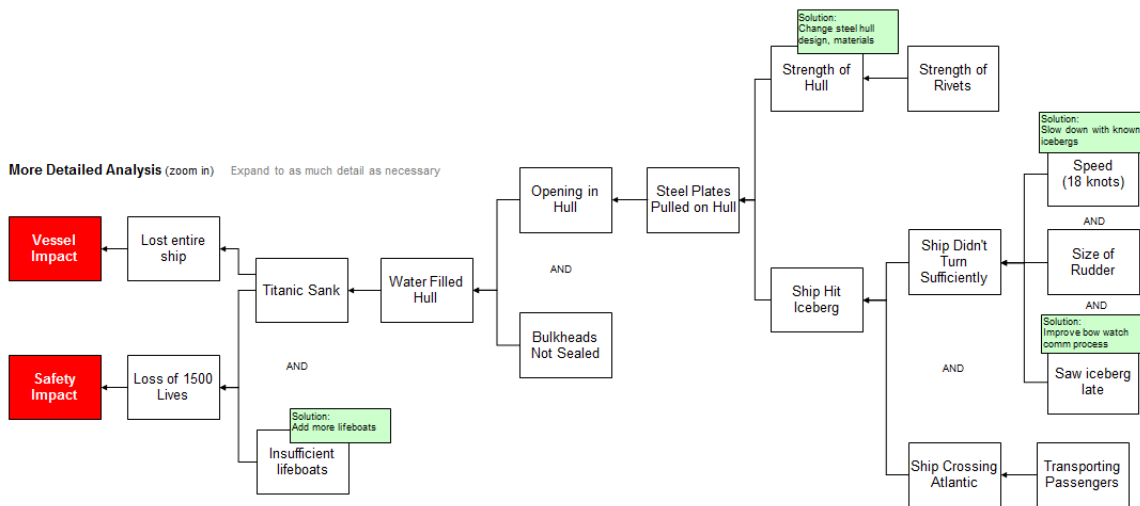 Solution:
Change steel hull
design, materials
Strength of
Hull
Strength of
Rivets
Solution:
Slow down with known
icebergs
Speed
(18 knots)
More Detailed Analysis (zoom in) Expand to as much detail as necessary
Opening in
Hull
Steel Plates
Pulled on Hull
AND
Vessel
Impact
Lost entire
ship
Titanic Sank
Water Filled
Hull
AND
Ship Didn't
Turn
Sufficiently
Size of
Rudder
Ship Hit
Iceberg
AND
Bulkheads
Not Sealed
Solution:
Improve bow watch
comm process
Saw iceberg
late
Safety
Impact
Loss of 1500
Lives
AND
AND
Solution:
Add more lifeboats
Insufficient
lifeboats
Ship Crossing
Atlantic
Transporting
Passengers